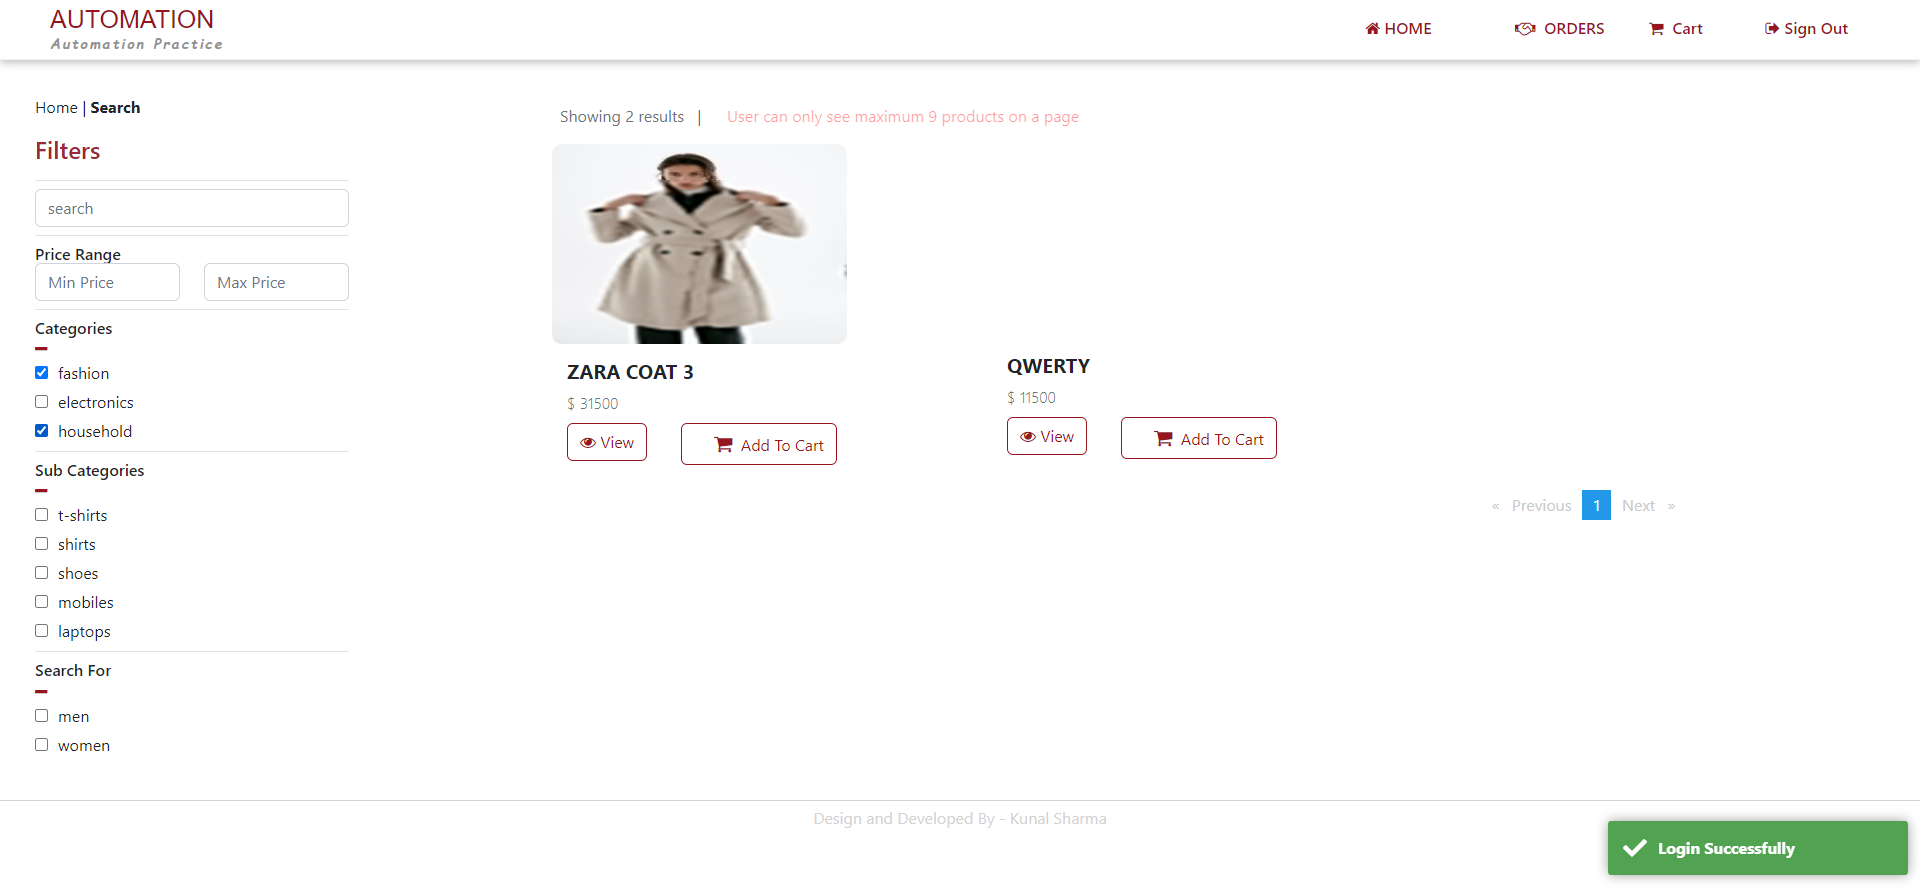 AUTOMATION
Automation Practice
HOME
ORDERS
Cart
Sign Out
Home | Search
Filters
search
Price Range
Min Price
Max Price
Categories
fashion
electronics
household
Sub Categories
t-shirts
shirts
shoes
mobiles
laptops
Search For
men
women
Showing 2 results |
User can only see maximum 9 products on a page
ZARA COAT 3
$ 31500
View
Add To Cart
QWERTY
$ 11500
View
Add To Cart
« Previous 1 Next »
Design and Developed By - Kunal Sharma
Login Successfully